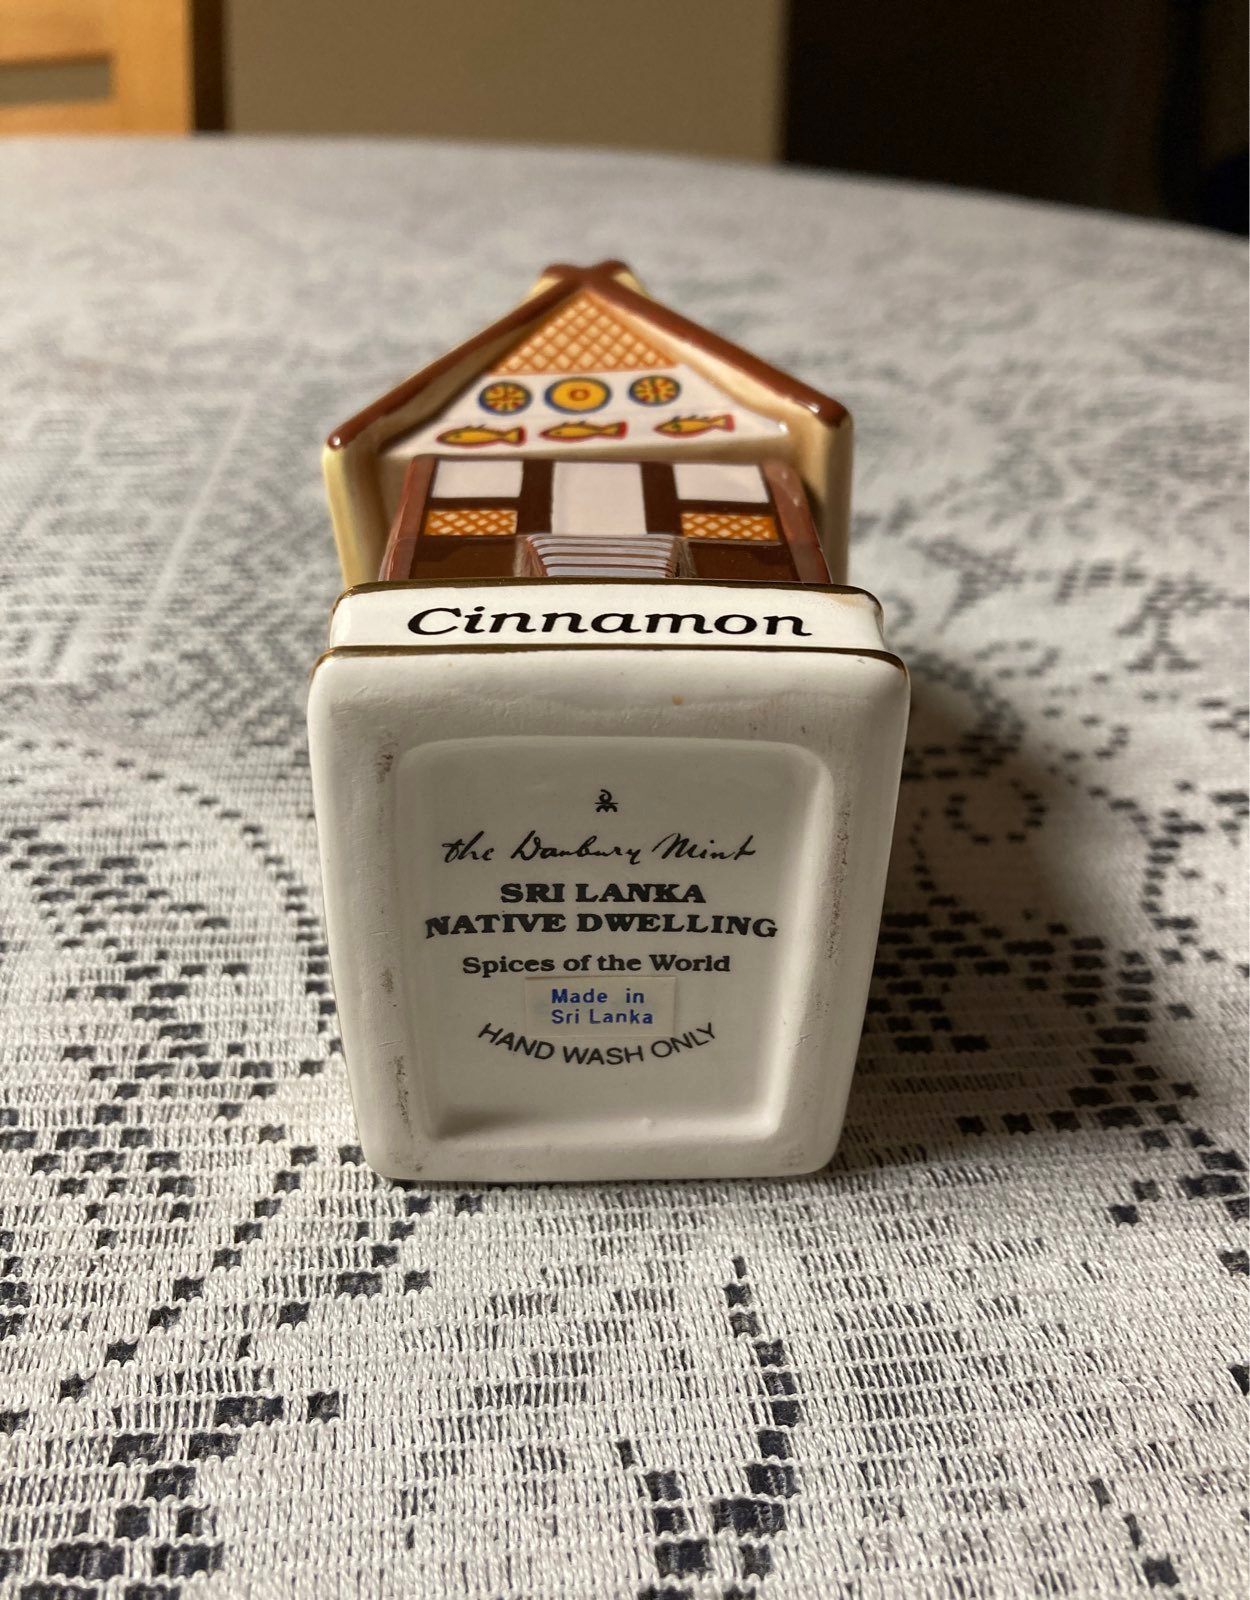 Cinnamon
the Danbury Mint
SRI LANKA
NATIVE DWELLING
Spices of the World
Made in
Sri Lanka
HAND WASH ONLY